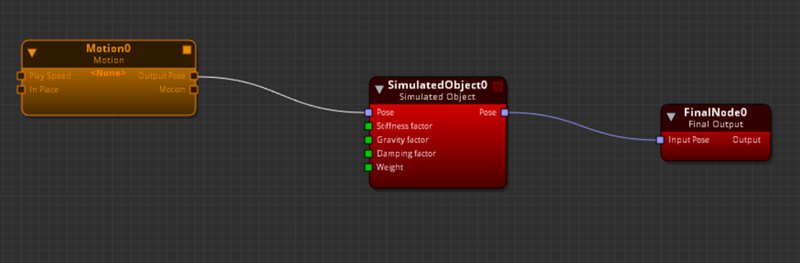 Motion0
Motion
<None>
Play Speed
Output Pose
In Place
Motion
SimulatedObject0
Simulated Object
Pose
Pose
Stiffness factor
Gravity factor
Damping factor
Weight
FinalNode0
Final Output
Input Pose
Output